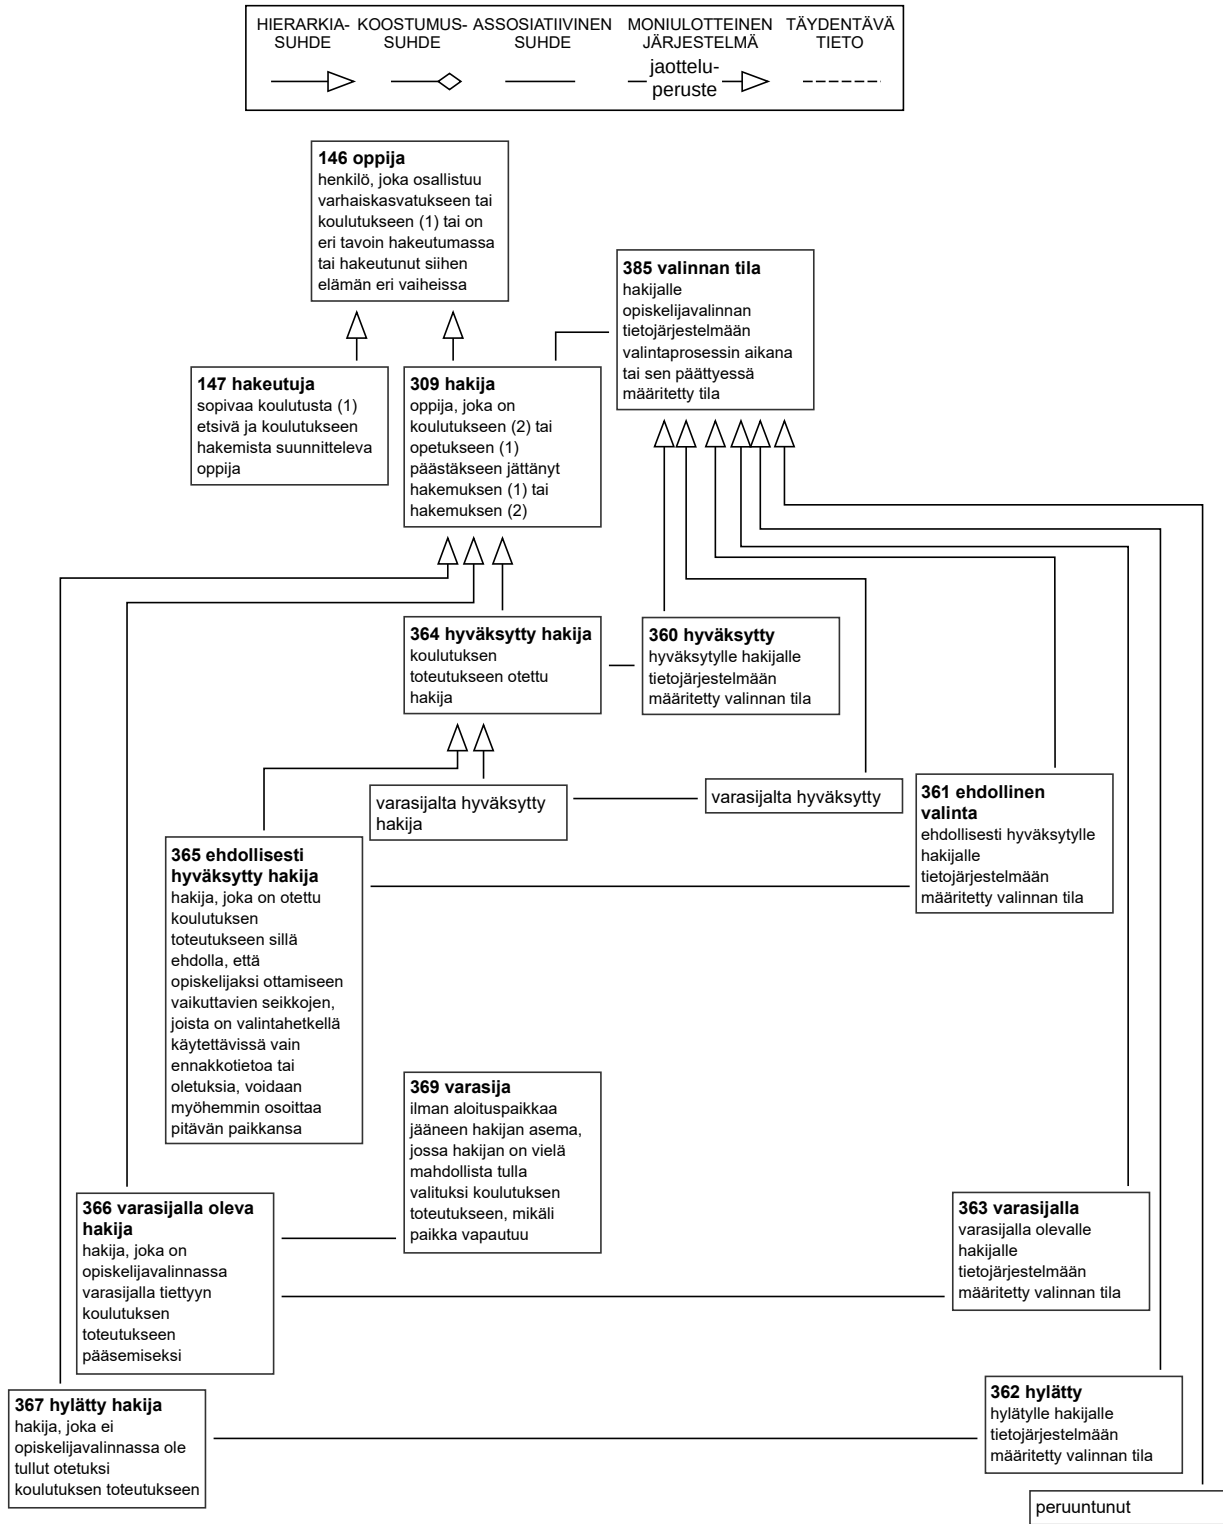 HIERARKIA-
SUHDE
KOOSTUMUS-
SUHDE
ASSOSIATIIVINEN
SUHDE
MONIULOTTEINEN
JÄRJESTELMÄ
TÄYDENTÄVÄ
TIETO
jaottelu-
peruste
146 oppija
henkilö, joka osallistuu
varhaiskasvatukseen tai
koulutukseen (1) tai on
eri tavoin hakeutumassa
tai hakeutunut siihen
elämän eri vaiheissa
385 valinnan tila
hakijalle
opiskelijavalinnan
tietojärjestelmään
valintaprosessin aikana
tai sen päättyessä
määritetty tila
147 hakeutuja
sopivaa koulutusta (1)
etsivä ja koulutukseen
hakemista suunnitteleva
oppija
309 hakija
oppija, joka on
koulutukseen (2) tai
opetukseen (1)
päästäkseen jättänyt
hakemuksen (1) tai
hakemuksen (2)
364 hyväksytty hakija
koulutuksen
toteutukseen otettu
hakija
360 hyväksytty
hyväksytylle hakijalle
tietojärjestelmään
määritetty valinnan tila
varasijalta hyväksytty
hakija
varasijalta hyväksytty
361 ehdollinen
valinta
ehdollisesti hyväksytylle
hakijalle
tietojärjestelmään
määritetty valinnan tila
365 ehdollisesti
hyväksytty hakija
hakija, joka on otettu
koulutuksen
toteutukseen sillä
ehdolla, että
opiskelijaksi ottamiseen
vaikuttavien seikkojen,
joista on valintahetkellä
käytettävissä vain
ennakkotietoa tai
oletuksia, voidaan
myöhemmin osoittaa
pitävän paikkansa
369 varasija
ilman aloituspaikkaa
jääneen hakijan asema,
jossa hakijan on vielä
mahdollista tulla
valituksi koulutuksen
toteutukseen, mikäli
paikka vapautuu
366 varasijalla oleva
hakija
hakija, joka on
opiskelijavalinnassa
varasijalla tiettyyn
koulutuksen
toteutukseen
pääsemiseksi
363 varasijalla
varasijalla olevalle
hakijalle
tietojärjestelmään
määritetty valinnan tila
367 hylätty hakija
hakija, joka ei
opiskelijavalinnassa ole
tullut otetuksi
koulutuksen toteutukseen
362 hylätty
hylätylle hakijalle
tietojärjestelmään
määritetty valinnan tila
peruuntunut